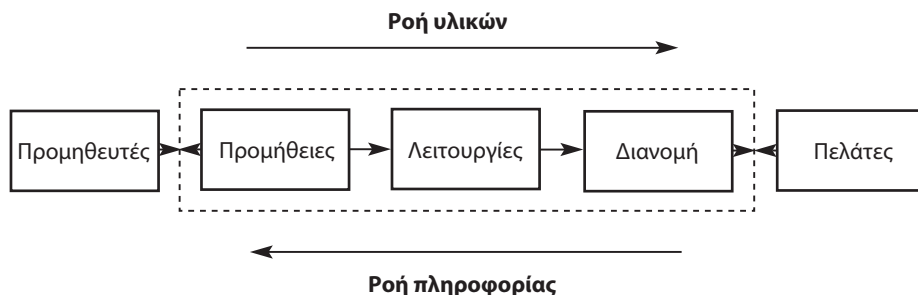 Ροή υλικών
Προμηθευτές
Προμήθειες
Λειτουργίες
Διανομή
Πελάτες
Ροή πληροφορίας